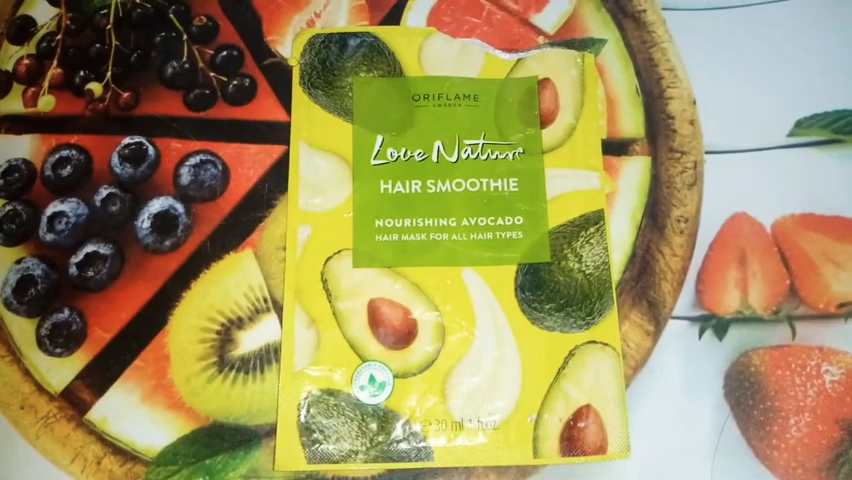 ORIFLAME
SWEDEN
Love Nature
HAIR SMOOTHIE
NOURISHING AVOCADO
HAIR MASK FOR ALL HAIR TYPES
℮ 30 ml 1 fl.oz.